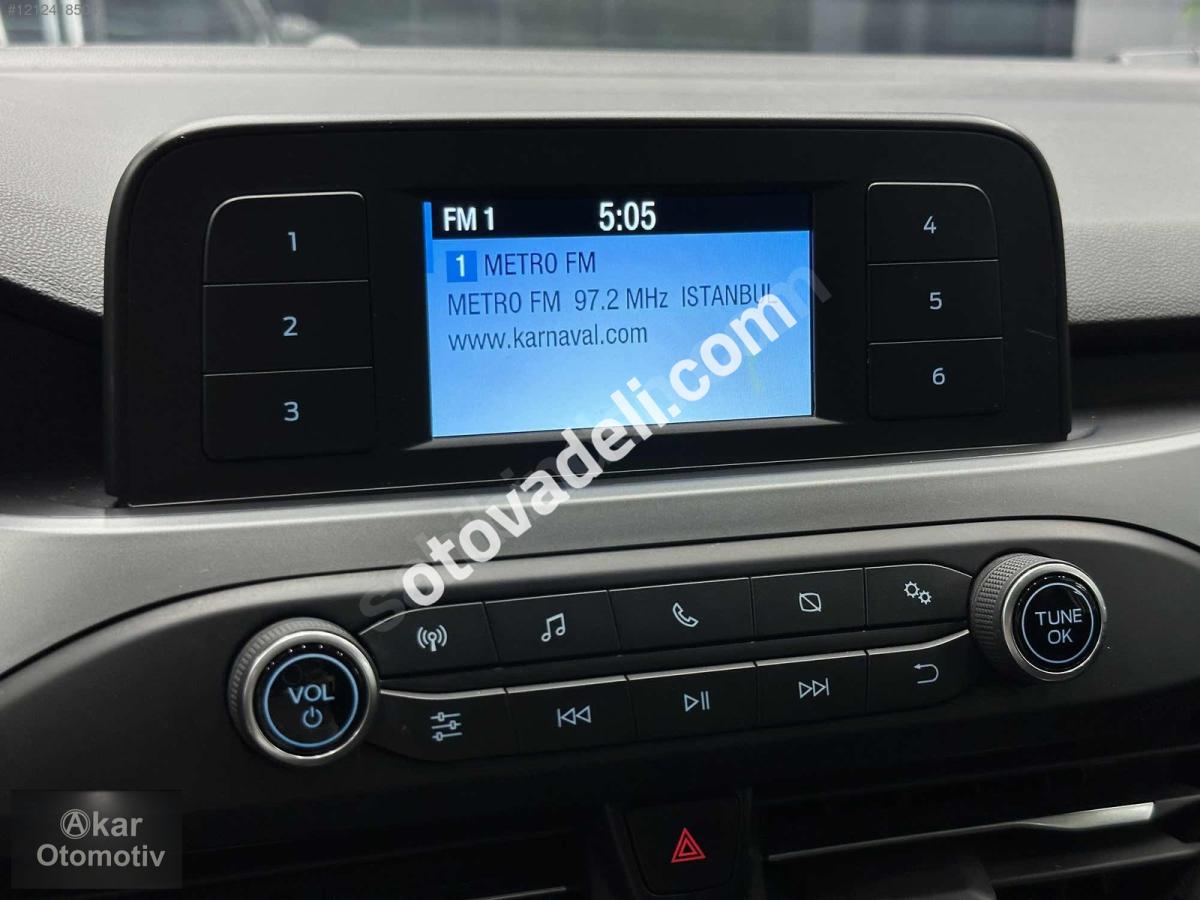 FM 1 5:05
1 METRO FM
METRO FM 97.2 MHz ISTANBUL
www.karnaval.com
1
2
3
4
5
6
sotovadeli.com
VOL
TUNE
OK
Akar
Otomotiv